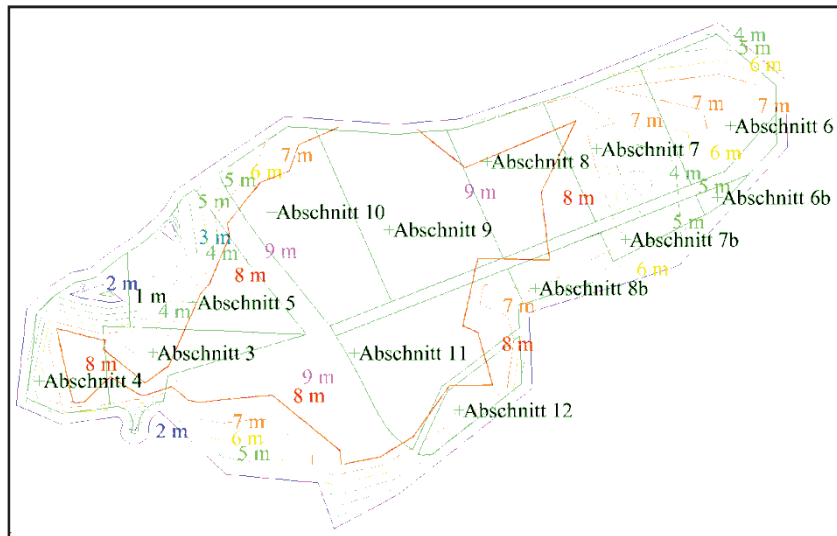 4 m
5 m
6 m
7 m
7 m
7 m
Abschnitt 6
7 m
Abschnitt 7
6 m
7 m
Abschnitt 8
6 m
5 m
4 m
5 m
9 m
8 m
5 m
Abschnitt 6b
Abschnitt 10
5 m
Abschnitt 9
3 m
4 m
9 m
Abschnitt 7b
6 m
8 m
2 m
1 m
Abschnitt 8b
4 m
Abschnitt 5
7 m
8 m
Abschnitt 3
Abschnitt 11
8 m
9 m
Abschnitt 4
8 m
Abschnitt 12
7 m
2 m
6 m
5 m